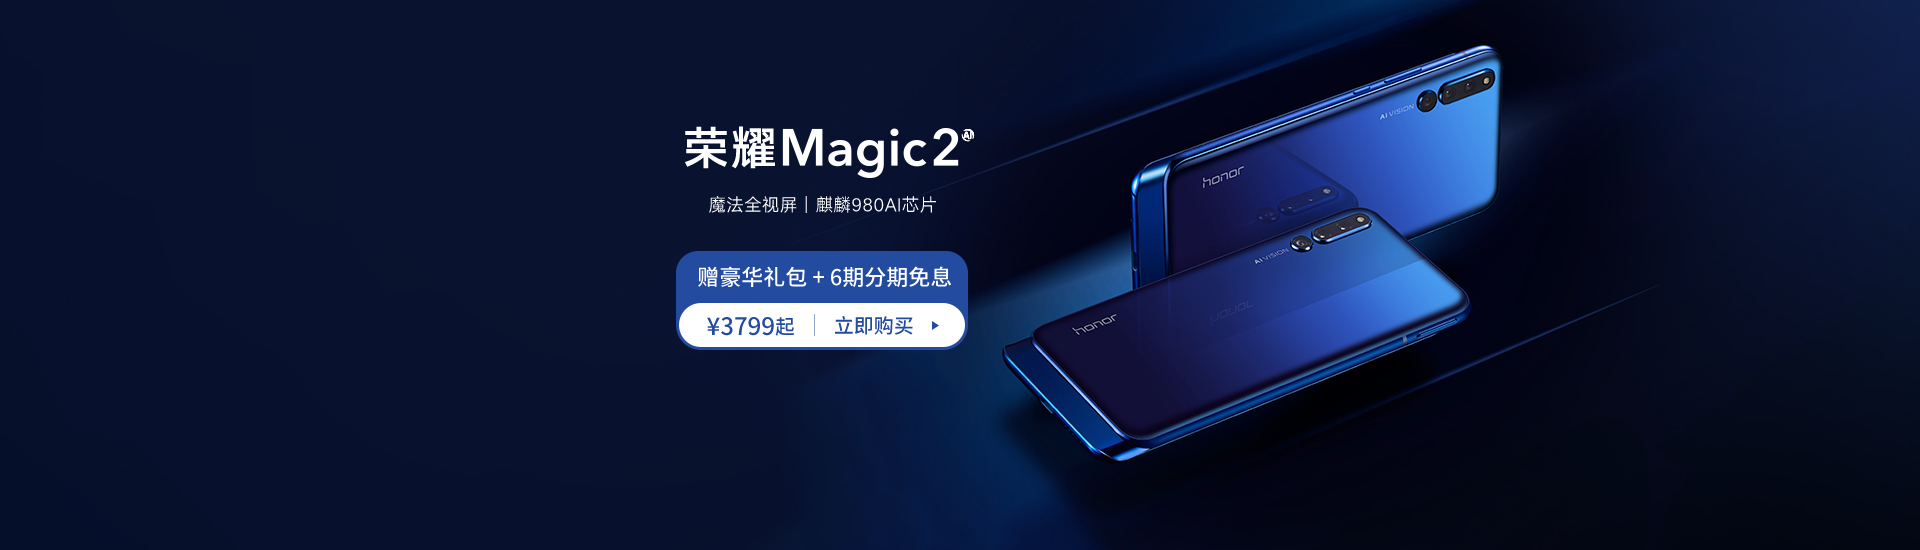 荣耀Magic2 AI
魔法全视屏｜麒麟980AI芯片
赠豪华礼包 + 6期分期免息
¥3799起｜立即购买
AI VISION
honor
AI VISION
honor
honor